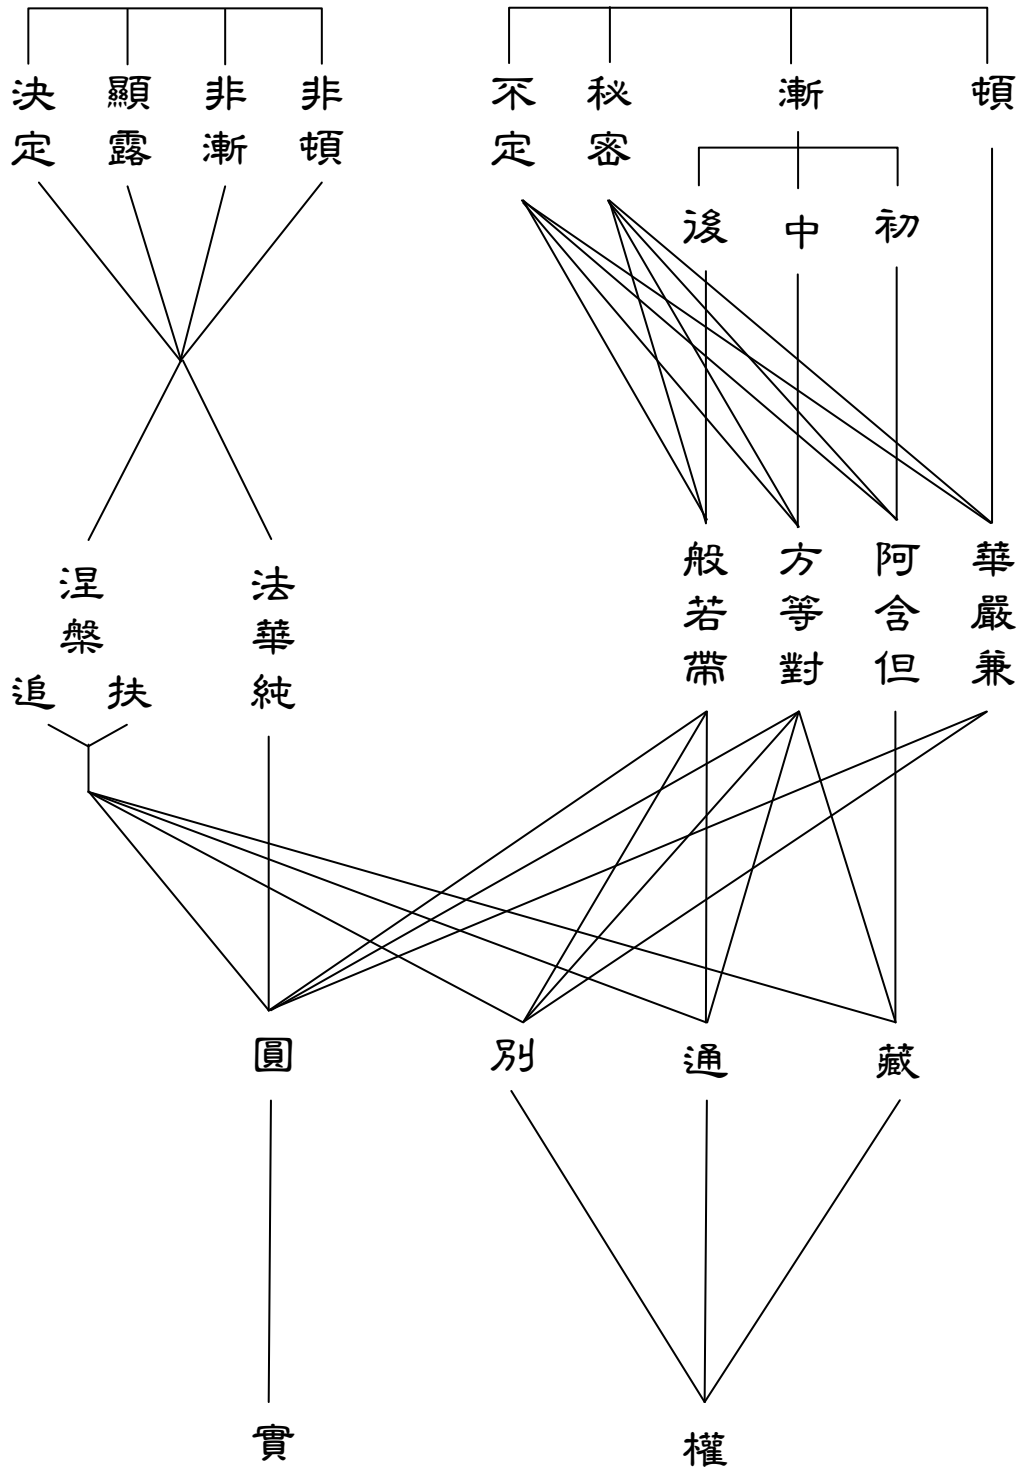 頓
漸
秘密
不定
非頓
非漸
顯露
決定
初
中
後
華嚴兼
阿含但
方等對
般若帶
法華純
涅槃
扶
追
藏
通
別
圓
權
實